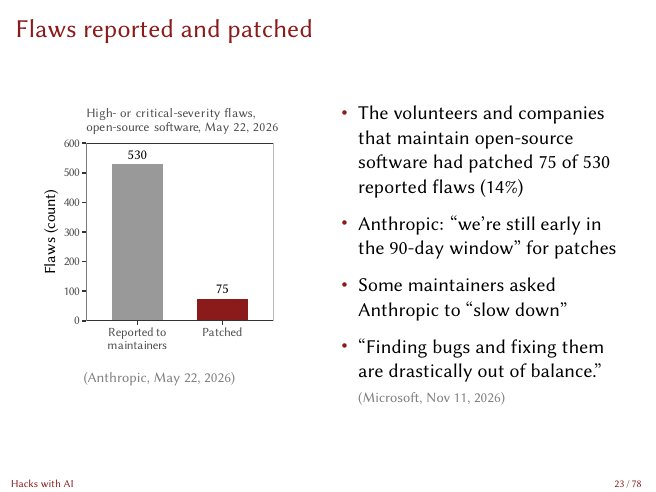 Flaws reported and patched
High- or critical-severity flaws,
open-source software, May 22, 2026
Flaws (count)
600
500
400
300
200
100
0
530
75
Reported to
maintainers
Patched
(Anthropic, May 22, 2026)
• The volunteers and companies
that maintain open-source
software had patched 75 of 530
reported flaws (14%)
• Anthropic: “we’re still early in
the 90-day window” for patches
• Some maintainers asked
Anthropic to “slow down”
• “Finding bugs and fixing them
are drastically out of balance.”
(Microsoft, Nov 11, 2026)
Hacks with AI
23 / 78